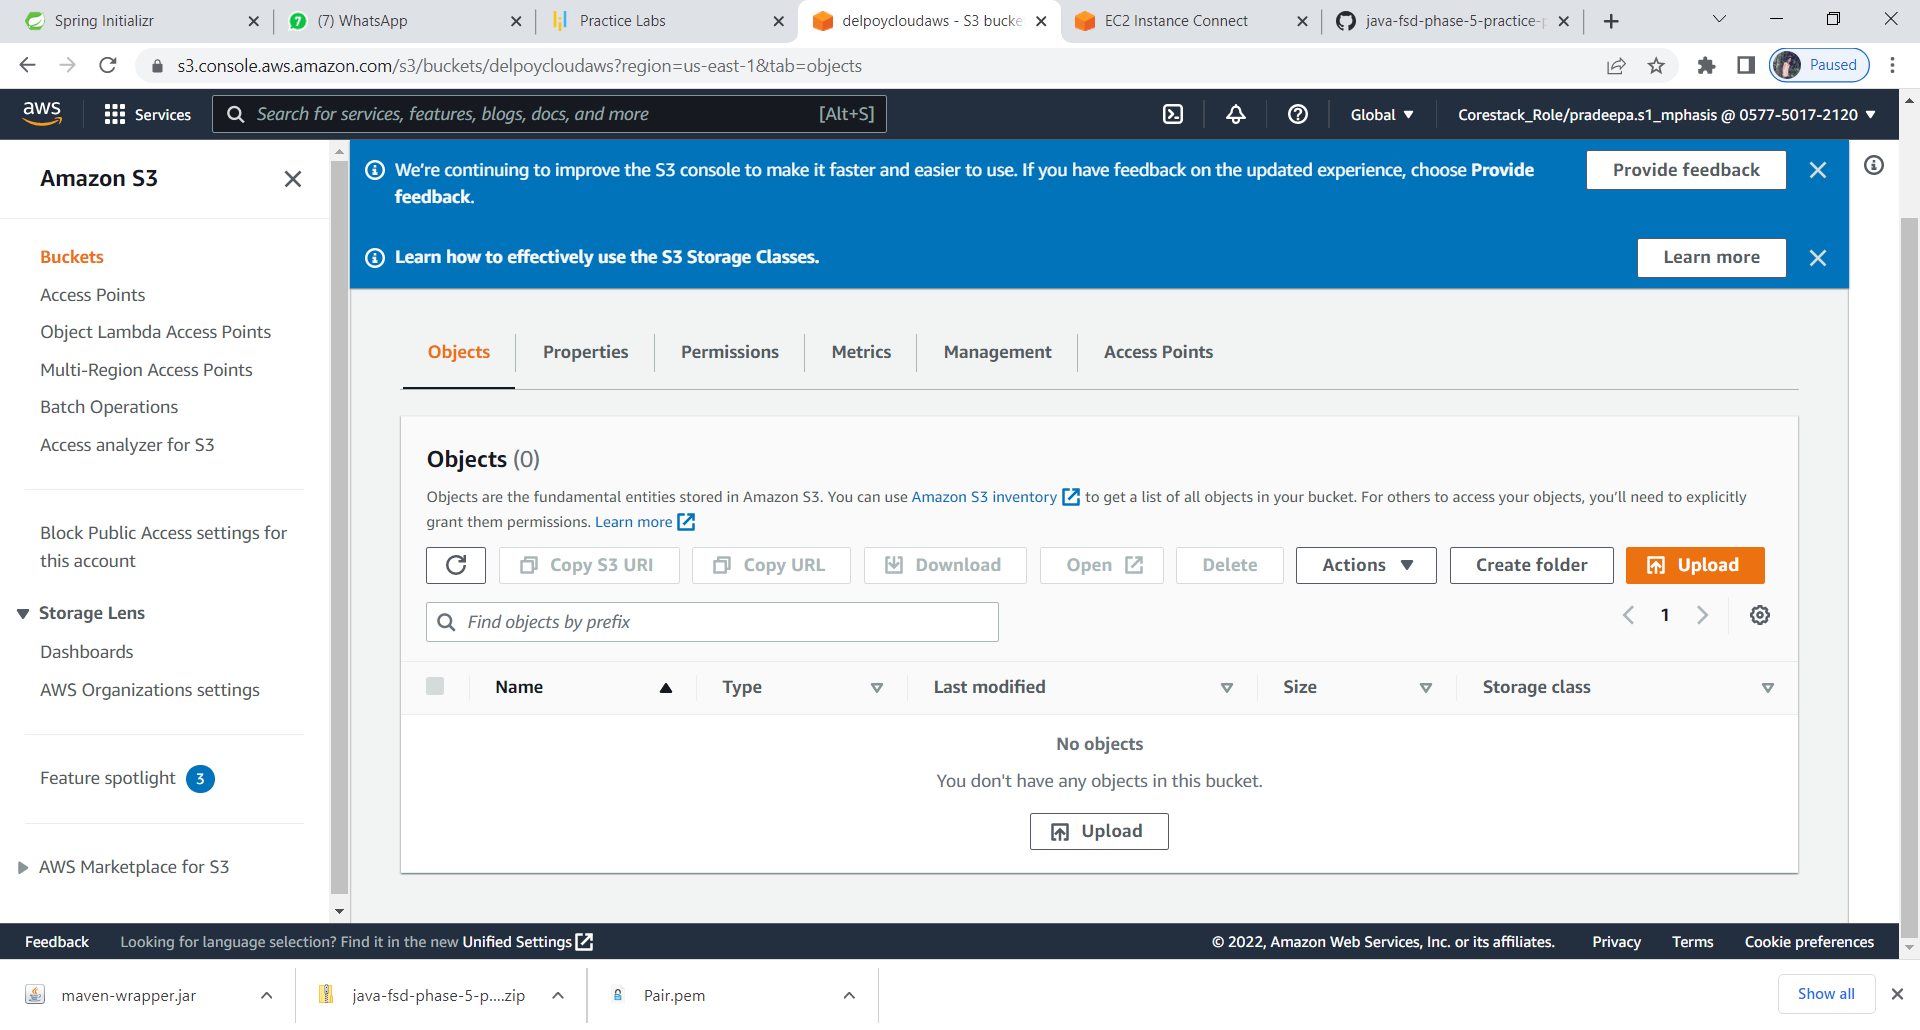 Spring Initializr
(7) WhatsApp
Practice Labs
delpoycloudaws - S3 bucke
EC2 Instance Connect
java-fsd-phase-5-practice-p
s3.console.aws.amazon.com/s3/buckets/delpoycloudaws?region=us-east-1&tab=objects
Paused
aws
Services
Search for services, features, blogs, docs, and more
[Alt+S]
Global
Corestack_Role/pradeepa.s1_mphasis @ 0577-5017-2120
Amazon S3
Buckets
Access Points
Object Lambda Access Points
Multi-Region Access Points
Batch Operations
Access analyzer for S3
Block Public Access settings for
this account
Storage Lens
Dashboards
AWS Organizations settings
Feature spotlight 3
AWS Marketplace for S3
We're continuing to improve the S3 console to make it faster and easier to use. If you have feedback on the updated experience, choose Provide
feedback.
Provide feedback
Learn how to effectively use the S3 Storage Classes.
Learn more
Objects
Properties
Permissions
Metrics
Management
Access Points
Objects (0)
Objects are the fundamental entities stored in Amazon S3. You can use Amazon S3 inventory to get a list of all objects in your bucket. For others to access your objects, you'll need to explicitly
grant them permissions. Learn more
Copy S3 URI
Copy URL
Download
Open
Delete
Actions
Create folder
Upload
Find objects by prefix
1
Name
Type
Last modified
Size
Storage class
No objects
You don't have any objects in this bucket.
Upload
Feedback
Looking for language selection? Find it in the new Unified Settings
© 2022, Amazon Web Services, Inc. or its affiliates.
Privacy
Terms
Cookie preferences
maven-wrapper.jar
java-fsd-phase-5-p....zip
Pair.pem
Show all